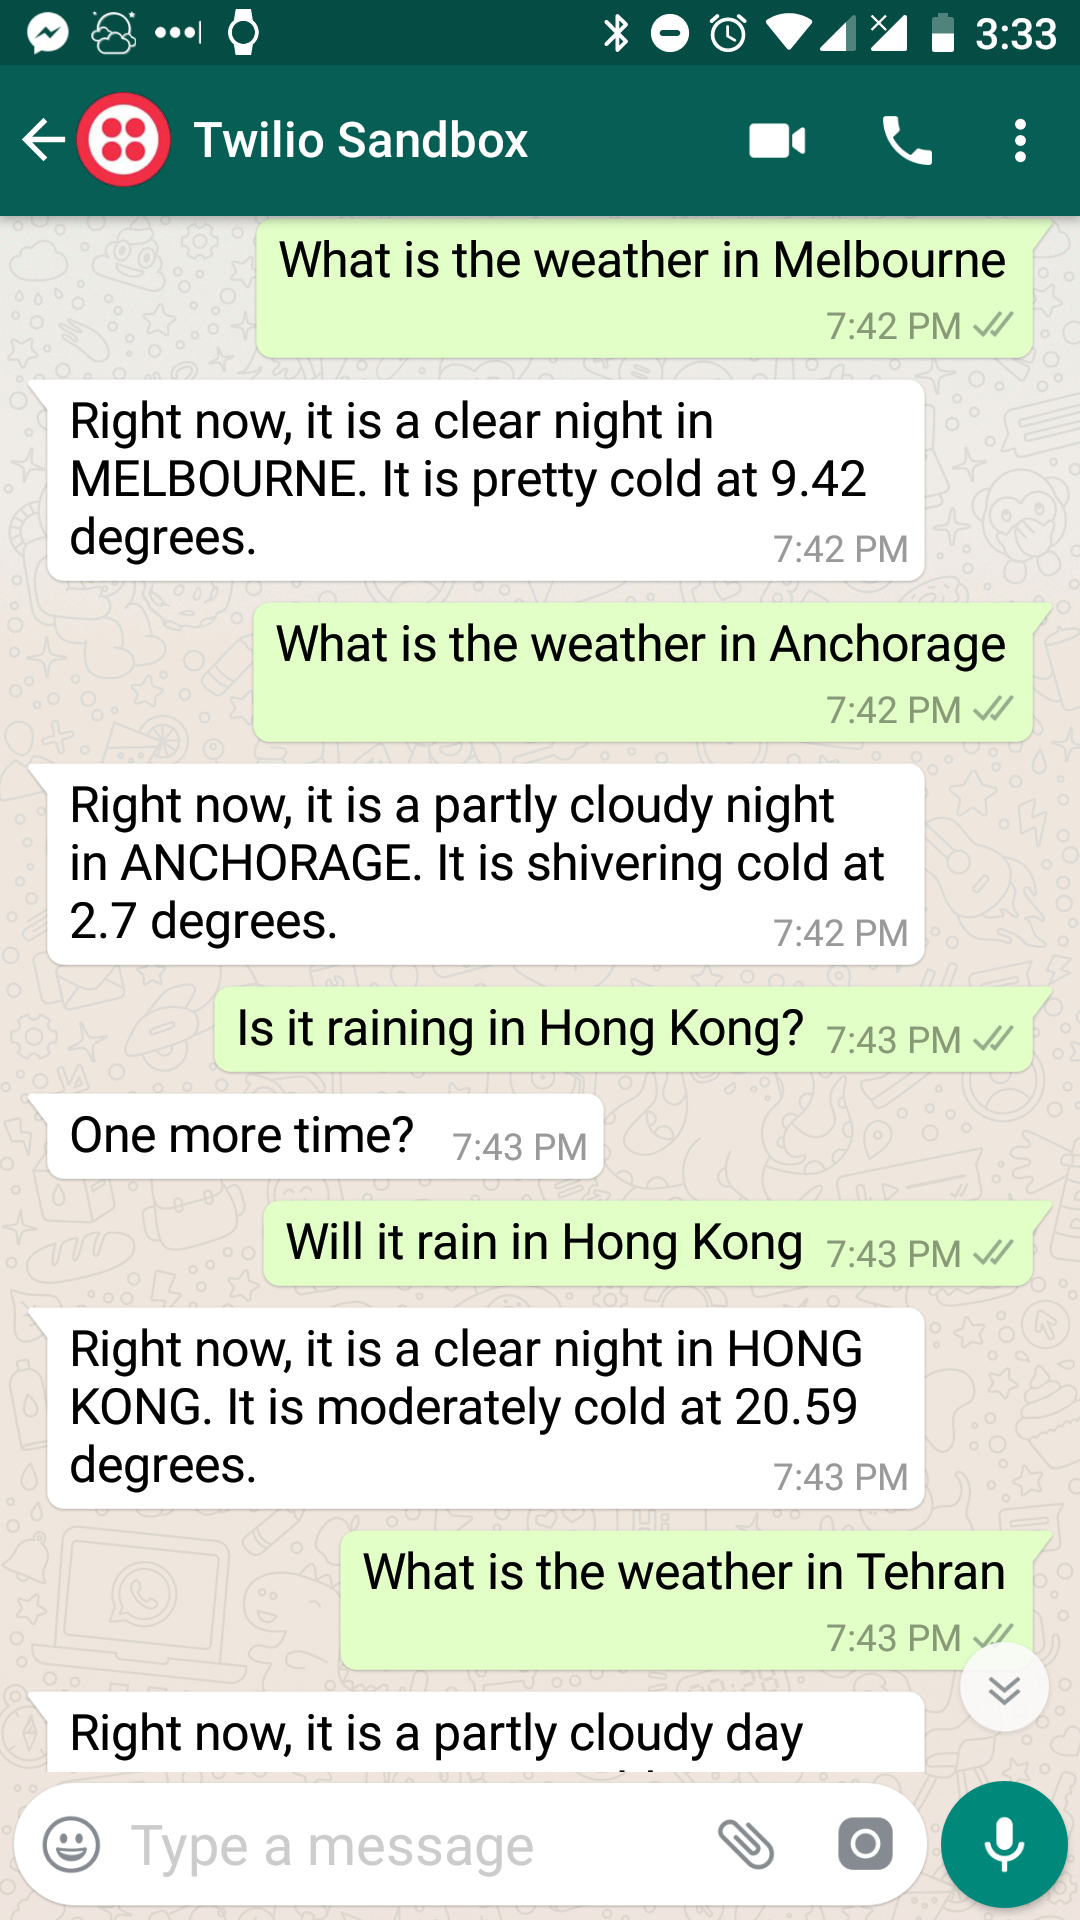 3:33
Twilio Sandbox
What is the weather in Melbourne
7:42 PM
Right now, it is a clear night in
MELBOURNE. It is pretty cold at 9.42
degrees.
7:42 PM
What is the weather in Anchorage
7:42 PM
Right now, it is a partly cloudy night
in ANCHORAGE. It is shivering cold at
2.7 degrees.
7:42 PM
Is it raining in Hong Kong? 7:43 PM
One more time? 7:43 PM
Will it rain in Hong Kong 7:43 PM
Right now, it is a clear night in HONG
KONG. It is moderately cold at 20.59
degrees.
7:43 PM
What is the weather in Tehran
7:43 PM
Right now, it is a partly cloudy day
Type a message